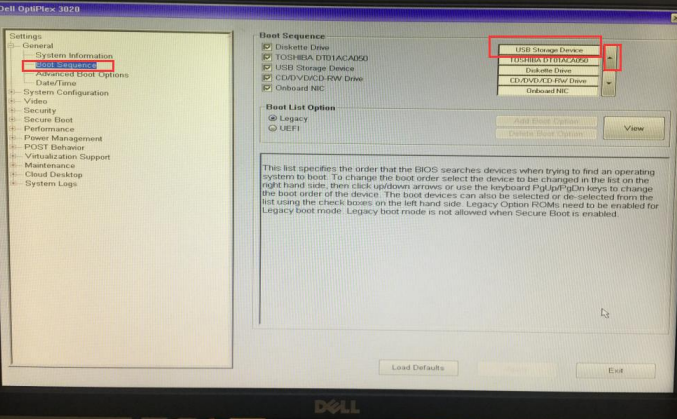 Dell OptiPlex 3020
Settings
General
System Information
Boot Sequence
Advanced Boot Options
Date/Time
System Configuration
Video
Security
Secure Boot
Performance
Power Management
POST Behavior
Virtualization Support
Maintenance
Cloud Desktop
System Logs
Boot Sequence
Diskette Drive
TOSHIBA DT01ACA050
USB Storage Device
CD/DVD/CD-RW Drive
Onboard NIC
USB Storage Device
TOSHIBA DT01ACA050
Diskette Drive
CD/DVD/CD-RW Drive
Onboard NIC
Boot List Option
Legacy
UEFI
Add Boot Option
Delete Boot Option
View
This list specifies the order that the BIOS searches devices when trying to find an operating
system to boot. To change the boot order select the device to be changed in the list on the
right hand side, then click up/down arrows or use the keyboard PgUp/PgDn keys to change
the boot order of the device. The boot devices can also be selected or de-selected from the
list using the check boxes on the left hand side. Legacy Option ROMs need to be enabled for
Legacy boot mode. Legacy boot mode is not allowed when Secure Boot is enabled.
Load Defaults
Exit
DELL